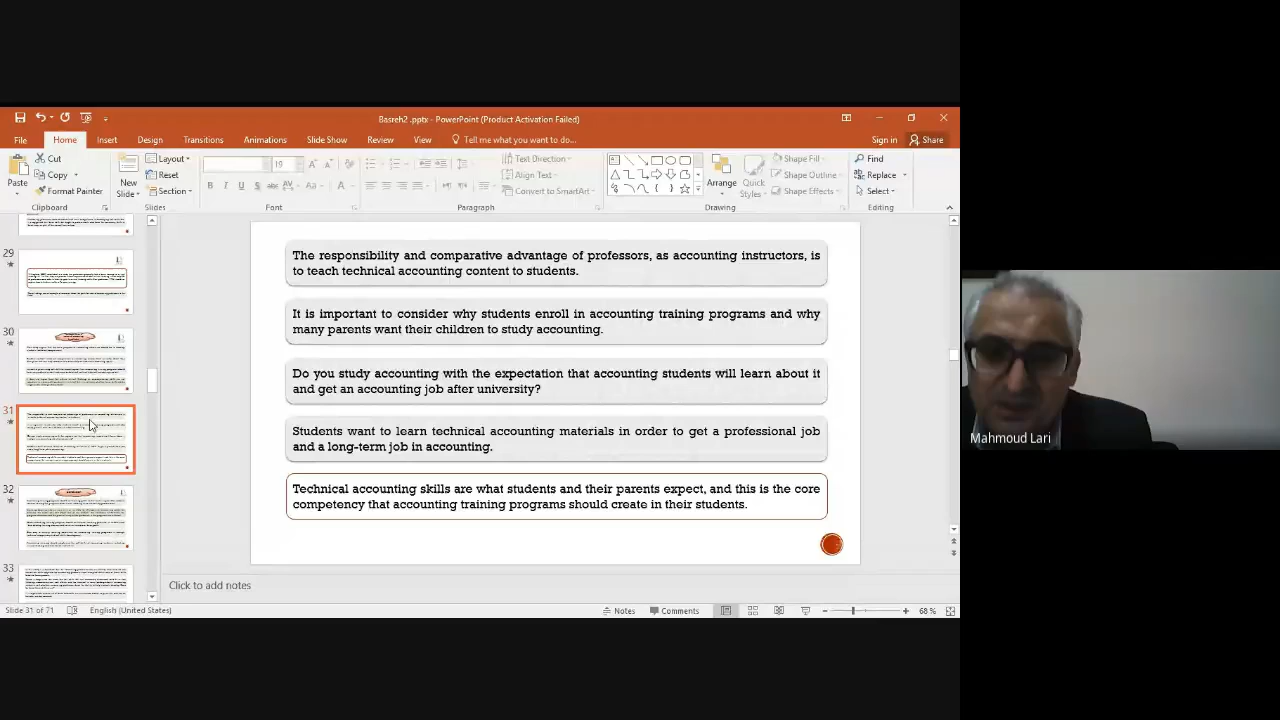 Basreh2 .pptx - PowerPoint (Product Activation Failed)
File Home Insert Design Transitions Animations Slide Show Review View Tell me what you want to do... Sign in Share
Paste Cut Copy Format Painter
Clipboard
New Slide Layout Reset Section
Slides
19
B I U S abc AV Aa A
Font
Text Direction Align Text Convert to SmartArt
Paragraph
Arrange Quick Styles Shape Fill Shape Outline Shape Effects
Drawing
Find Replace Select
Editing
29
30
31
32
33
The responsibility and comparative advantage of professors, as accounting instructors, is
to teach technical accounting content to students.
It is important to consider why students enroll in accounting training programs and why
many parents want their children to study accounting.
Do you study accounting with the expectation that accounting students will learn about it
and get an accounting job after university?
Students want to learn technical accounting materials in order to get a professional job
and a long-term job in accounting.
Technical accounting skills are what students and their parents expect, and this is the core
competency that accounting training programs should create in their students.
Click to add notes
Slide 31 of 71 English (United States) Notes Comments 68 %
Mahmoud Lari